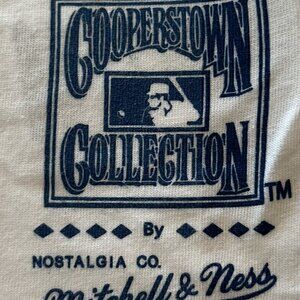 COOPERSTOWN
COLLECTION
TM
By
NOSTALGIA CO.
Mitchell & Ness